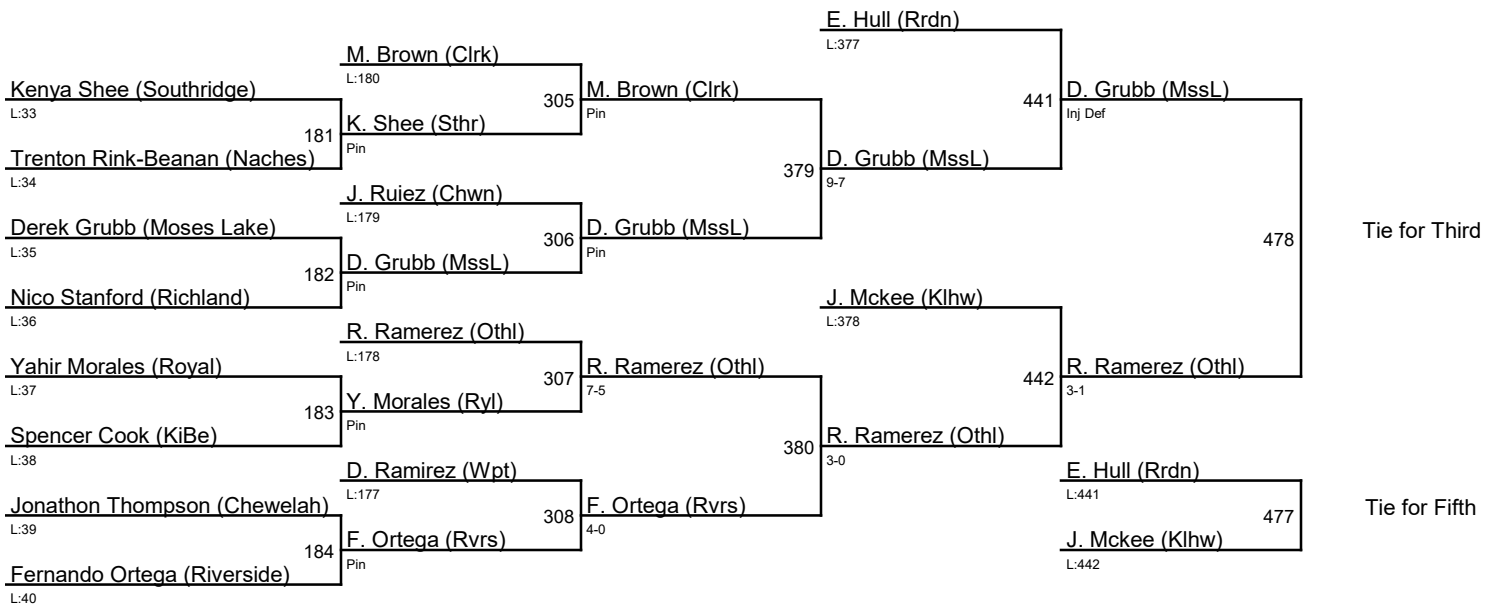 E. Hull (Rrdn)
L:377
M. Brown (Clrk)
L:180
Kenya Shee (Southridge)
L:33
305
M. Brown (Clrk)
Pin
441
D. Grubb (MssL)
Inj Def
181
K. Shee (Sthr)
Pin
Trenton Rink-Beanan (Naches)
L:34
379
D. Grubb (MssL)
9-7
J. Ruiez (Chwn)
L:179
Derek Grubb (Moses Lake)
L:35
306
D. Grubb (MssL)
Pin
478
Tie for Third
182
D. Grubb (MssL)
Pin
Nico Stanford (Richland)
L:36
J. Mckee (Klhw)
L:378
R. Ramerez (Othl)
L:178
Yahir Morales (Royal)
L:37
307
R. Ramerez (Othl)
7-5
442
R. Ramerez (Othl)
3-1
183
Y. Morales (Ryl)
Pin
Spencer Cook (KiBe)
L:38
380
R. Ramerez (Othl)
3-0
D. Ramirez (Wpt)
L:177
E. Hull (Rrdn)
L:441
Jonathon Thompson (Chewelah)
L:39
308
F. Ortega (Rvrs)
4-0
477
Tie for Fifth
184
F. Ortega (Rvrs)
Pin
J. Mckee (Klhw)
L:442
Fernando Ortega (Riverside)
L:40